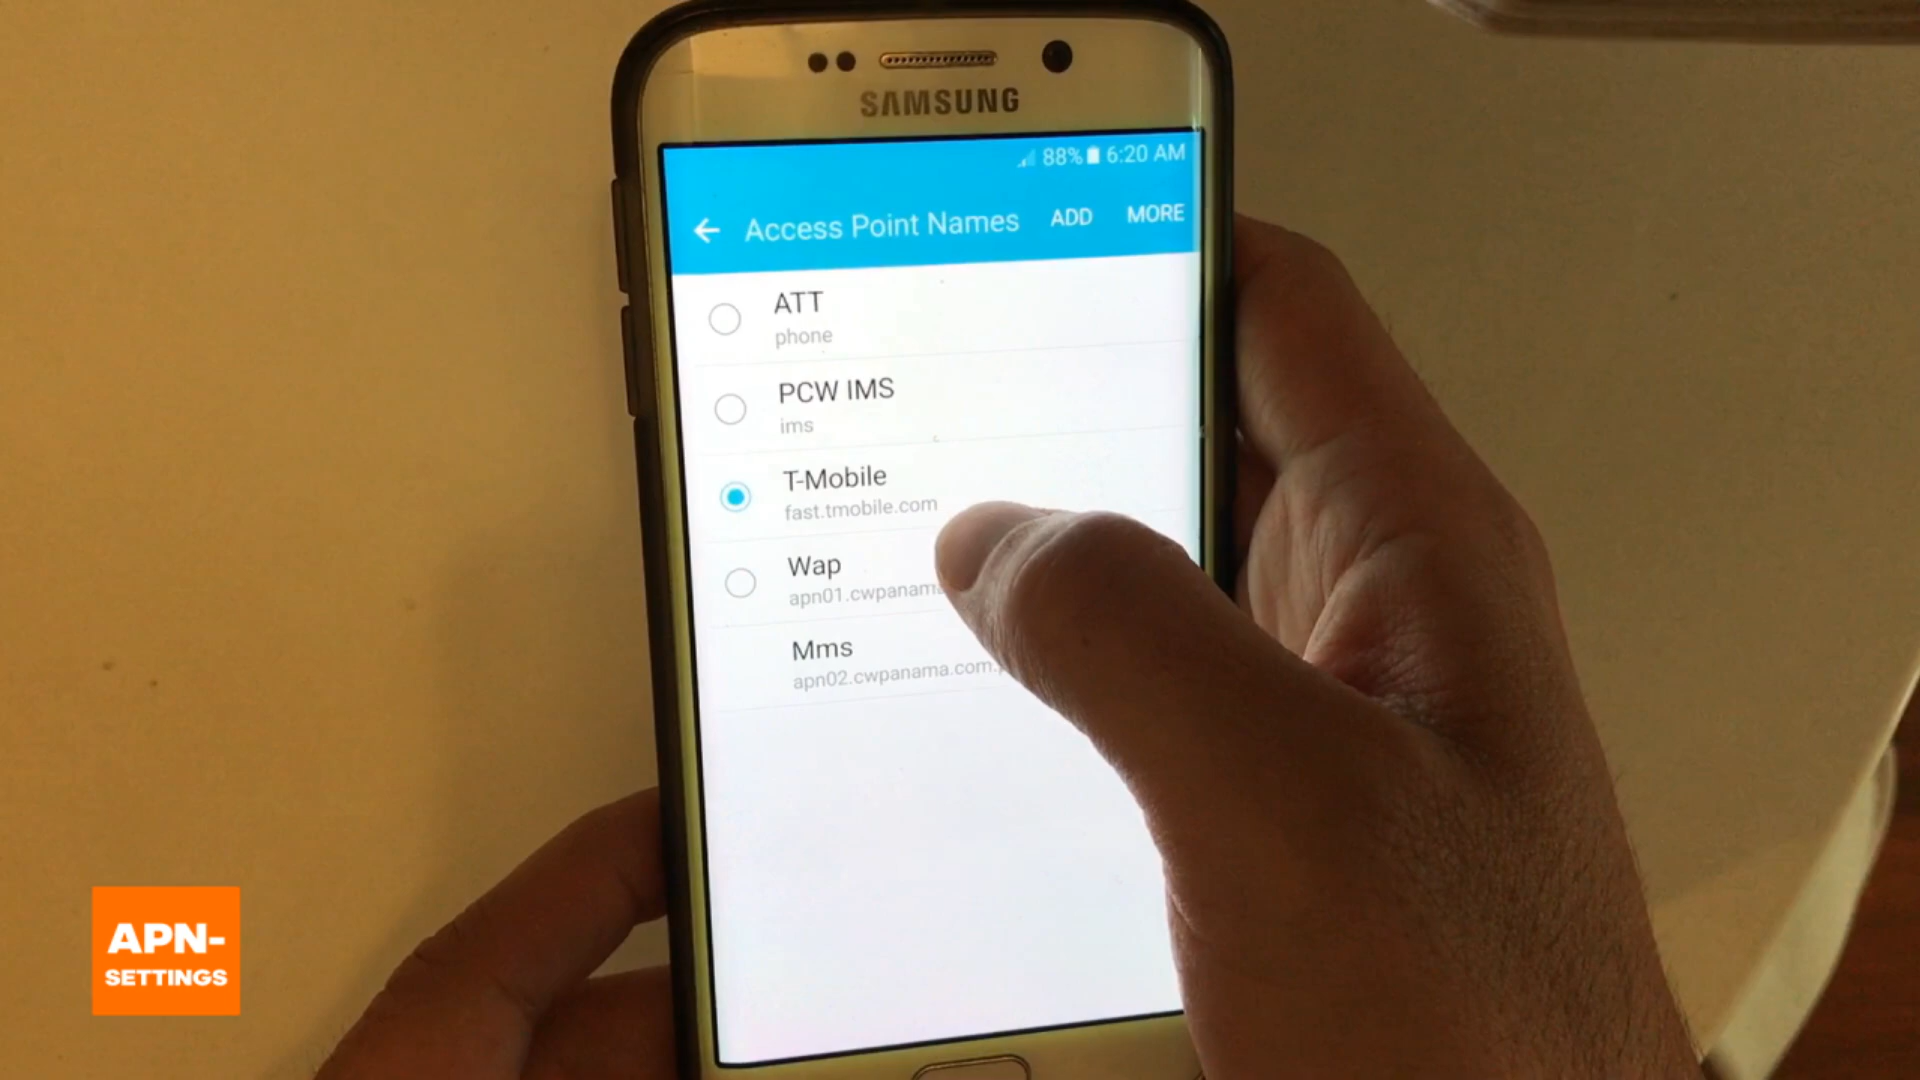 SAMSUNG
88% 6:20 AM
Access Point Names ADD MORE
ATT
phone
PCW IMS
ims
T-Mobile
fast.tmobile.com
Wap
apn01.cwpanama
Mms
apn02.cwpanama.com.
APN-
SETTINGS